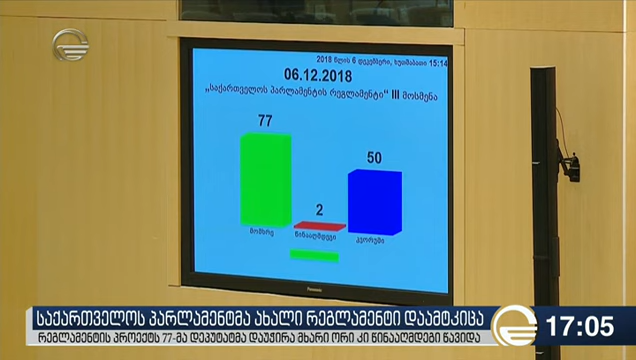 2018 წლის 6 დეკემბერი, ხუთშაბათი 15:14
06.12.2018
„საქართველოს პარლამენტის რეგლამენტი“ III მოსმენა
77
2
50
მომხრე
წინააღმდეგი
კვორუმი
Panasonic
საქართველოს პარლამენტმა ახალი რეგლამენტი დაამტკიცა
17:05
რეგლამენტის პროექტს 77-მა დეპუტატმა დაუჭირა მხარი ორი კი წინააღმდეგი წავიდა